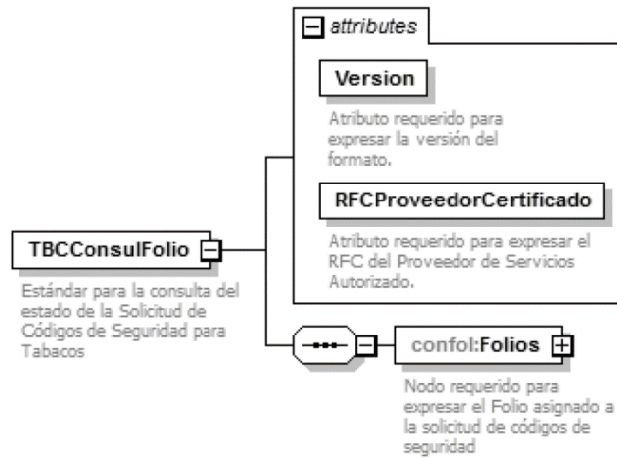 attributes
Version
Atributo requerido para
expresar la versión del
formato.
RFCProveedorCertificado
Atributo requerido para expresar el
RFC del Proveedor de Servicios
Autorizado.
TBCConsulFolio
Estándar para la consulta del
estado de la Solicitud de
Códigos de Seguridad para
Tabacos
confol:Folios
Nodo requerido para
expresar el Folio asignado a
la solicitud de códigos de
seguridad